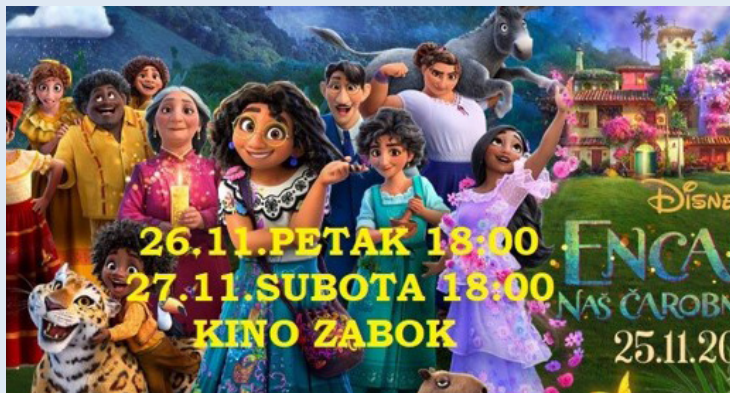 26.11.PETAK 18:00
27.11.SUBOTA 18:00
KINO ZABOK
DISNE
ENCA
NAŠ ČAROBN
25.11.20